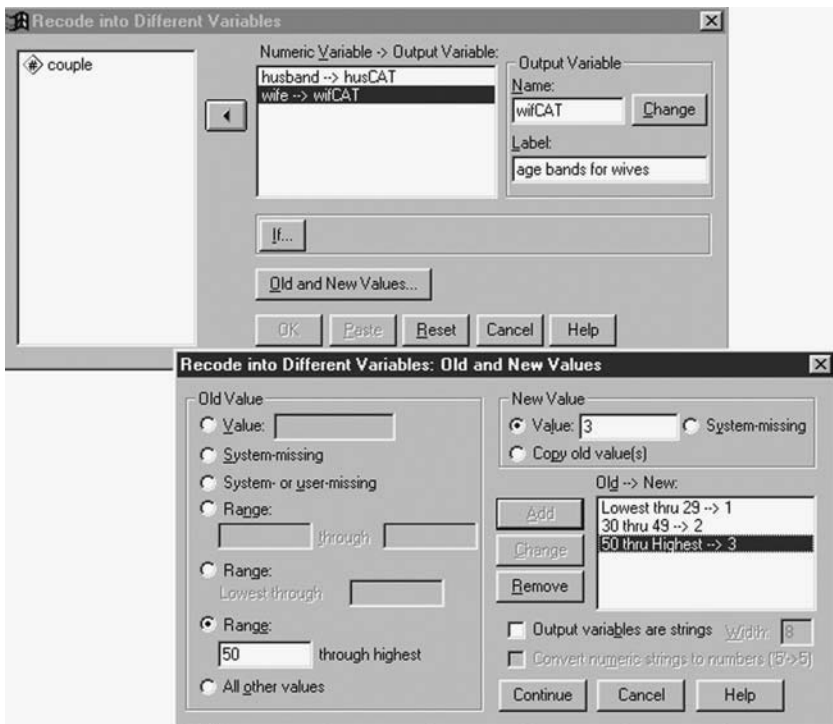 Recode into Different Variables
couple
Numeric Variable -> Output Variable:
husband --> husCAT
wife --> wifCAT
Output Variable
Name:
wifCAT
Change
Label:
age bands for wives
If...
Old and New Values...
OK
Paste
Reset
Cancel
Help
Recode into Different Variables: Old and New Values
Old Value
Value:
System-missing
System- or user-missing
Range:
through
Range:
Lowest through
Range:
50 through highest
All other values
New Value
Value: 3
System-missing
Copy old value(s)
Old --> New:
Add
Change
Remove
Lowest thru 29 --> 1
30 thru 49 --> 2
50 thru Highest --> 3
Output variables are strings
Width: 8
Convert numeric strings to numbers ('5'->5)
Continue
Cancel
Help